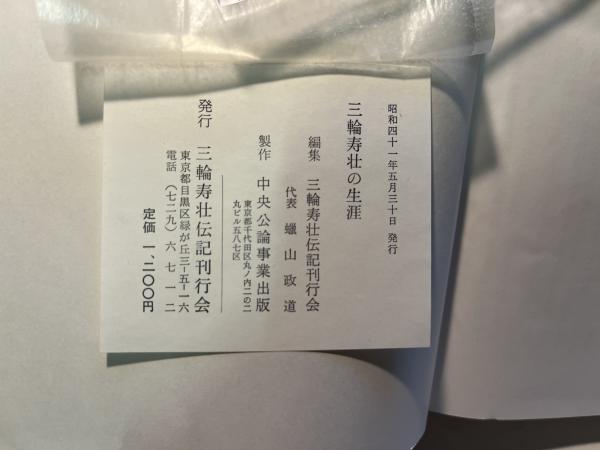 昭和四十一年五月三十日 発行
三輪寿壮の生涯
編集 三輪寿壮伝記刊行会
代表 蠟山政道
製作 中央公論事業出版
東京都千代田区丸ノ内二の二
丸ビル五八七区
発行 三輪寿壮伝記刊行会
東京都目黒区緑が丘三-五-一六
電話 (七二九) 六七一二
定価 一、二〇〇円